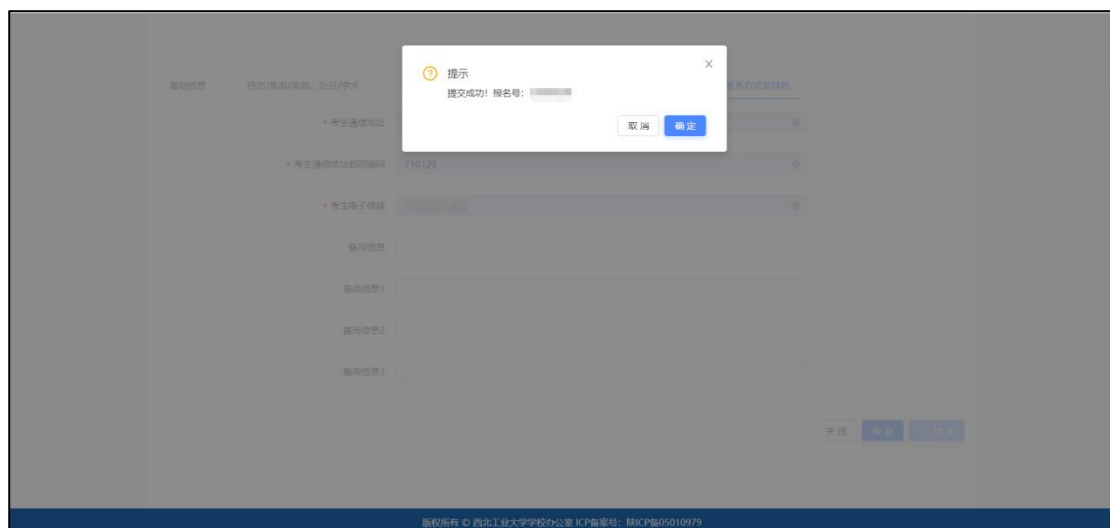 提示
提交成功！报名号：
取消 确定
基础信息 经历/家庭/奖励、处分/学术 联系方式及其他
* 考生通信地址
* 考生通信地址邮政编码 710129
* 考生电子信箱
备用信息
备用信息1
备用信息2
备用信息3
关闭 保存 提交
版权所有 © 西北工业大学学校办公室 ICP备案号：陕ICP备05010979